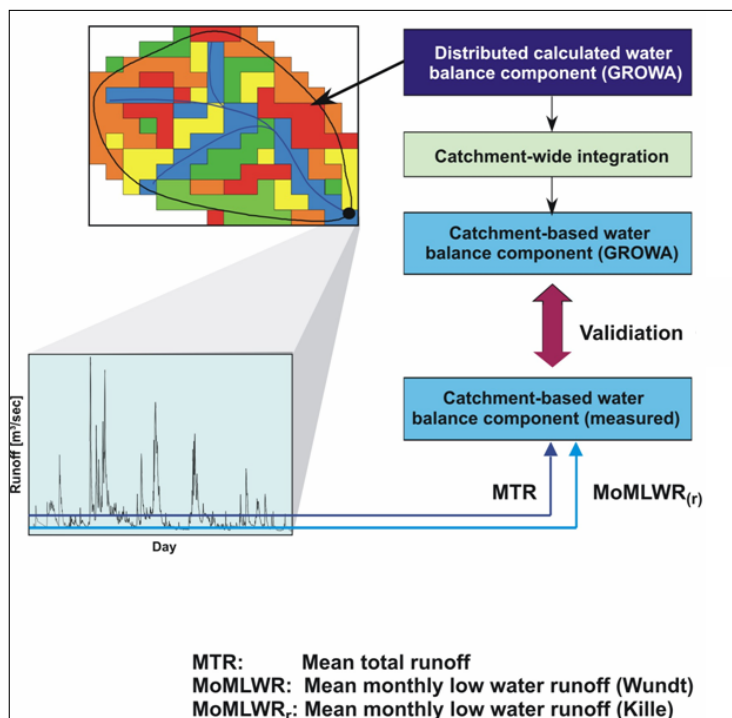 Distributed calculated water
balance component (GROWA)
Catchment-wide integration
Catchment-based water
balance component (GROWA)
Validiation
Catchment-based water
balance component (measured)
MTR
MoMLWR(r)
Runoff [m³/sec]
Day
MTR: Mean total runoff
MoMLWR: Mean monthly low water runoff (Wundt)
MoMLWRr: Mean monthly low water runoff (Kille)